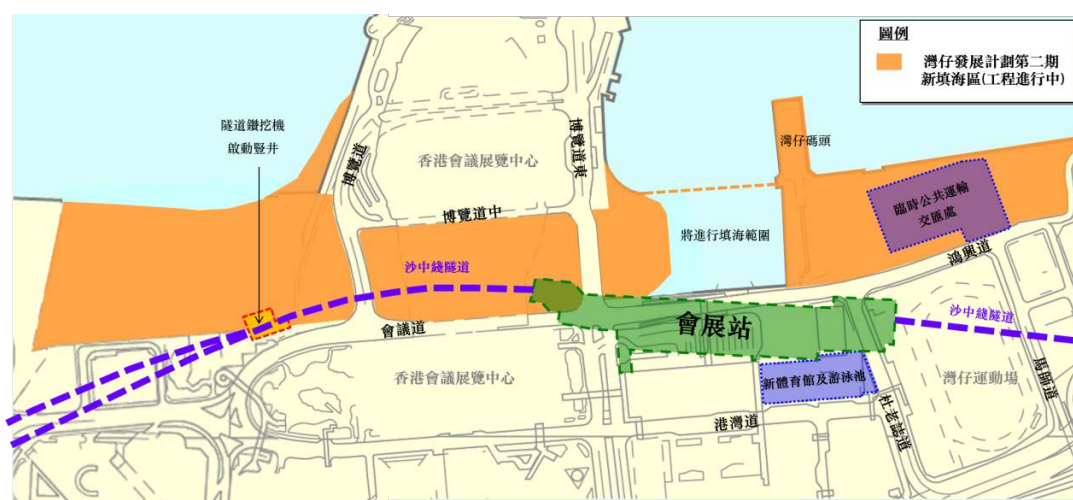 圖例
灣仔發展計劃第二期
新填海區(工程進行中)
隧道鑽挖機
啟動豎井
博覽道
香港會議展覽中心
博覽道東
灣仔碼頭
臨時公共運輸
交匯處
博覽道中
將進行填海範圍
鴻興道
沙中綫隧道
會議道
會展站
沙中綫隧道
香港會議展覽中心
新體育館及游泳池
灣仔運動場
馬師道
港灣道
杜老誌道